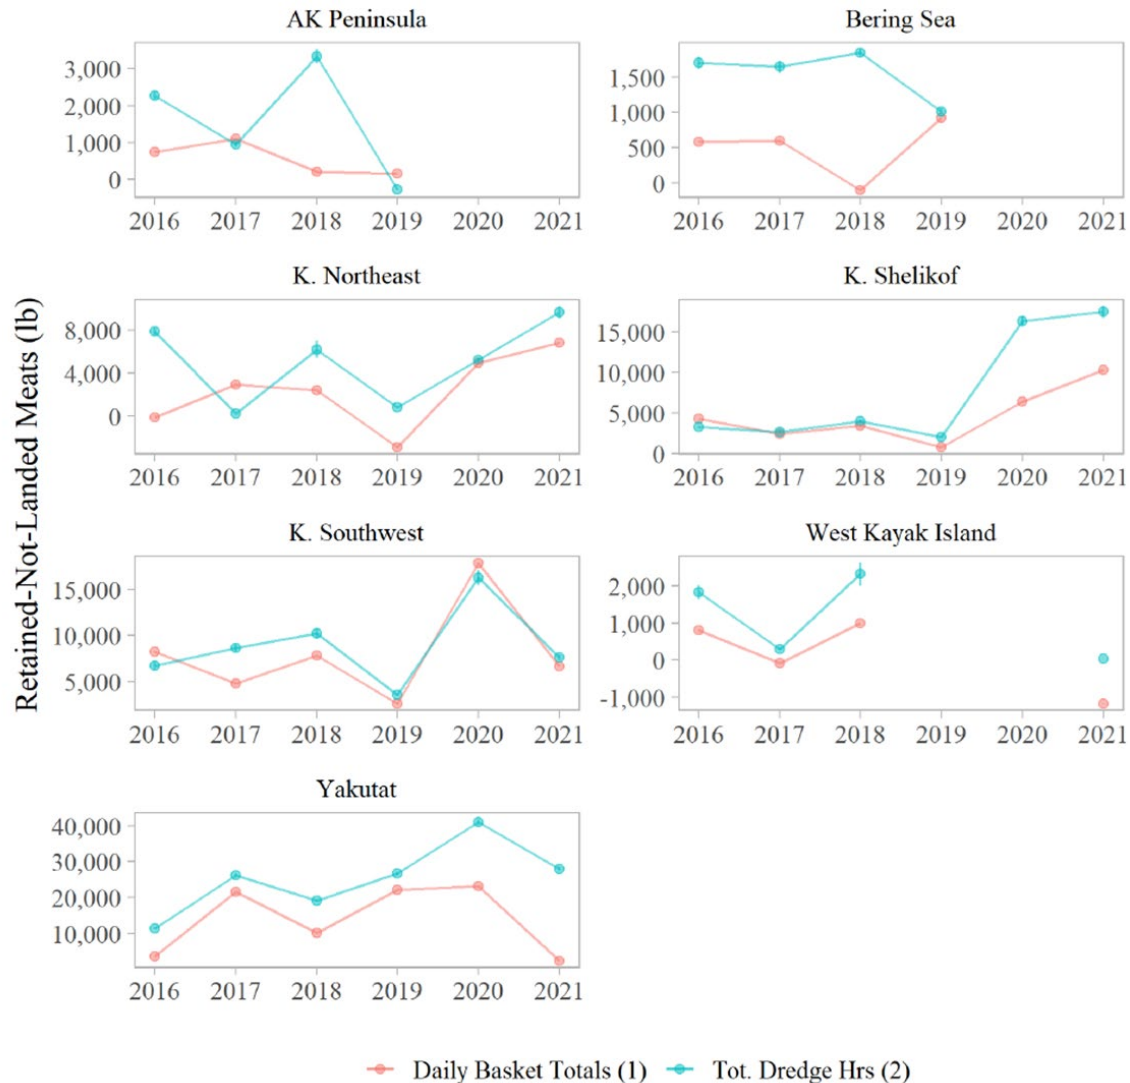 AK Peninsula
Bering Sea
3,000
2,000
1,000
0
1,500
1,000
500
0
2016 2017 2018 2019 2020 2021
2016 2017 2018 2019 2020 2021
K. Northeast
K. Shelikof
8,000
4,000
0
15,000
10,000
5,000
0
2016 2017 2018 2019 2020 2021
2016 2017 2018 2019 2020 2021
Retained-Not-Landed Meats (lb)
K. Southwest
West Kayak Island
15,000
10,000
5,000
2,000
1,000
0
-1,000
2016 2017 2018 2019 2020 2021
2016 2017 2018 2019 2020 2021
Yakutat
40,000
30,000
20,000
10,000
2016 2017 2018 2019 2020 2021
Daily Basket Totals (1) Tot. Dredge Hrs (2)